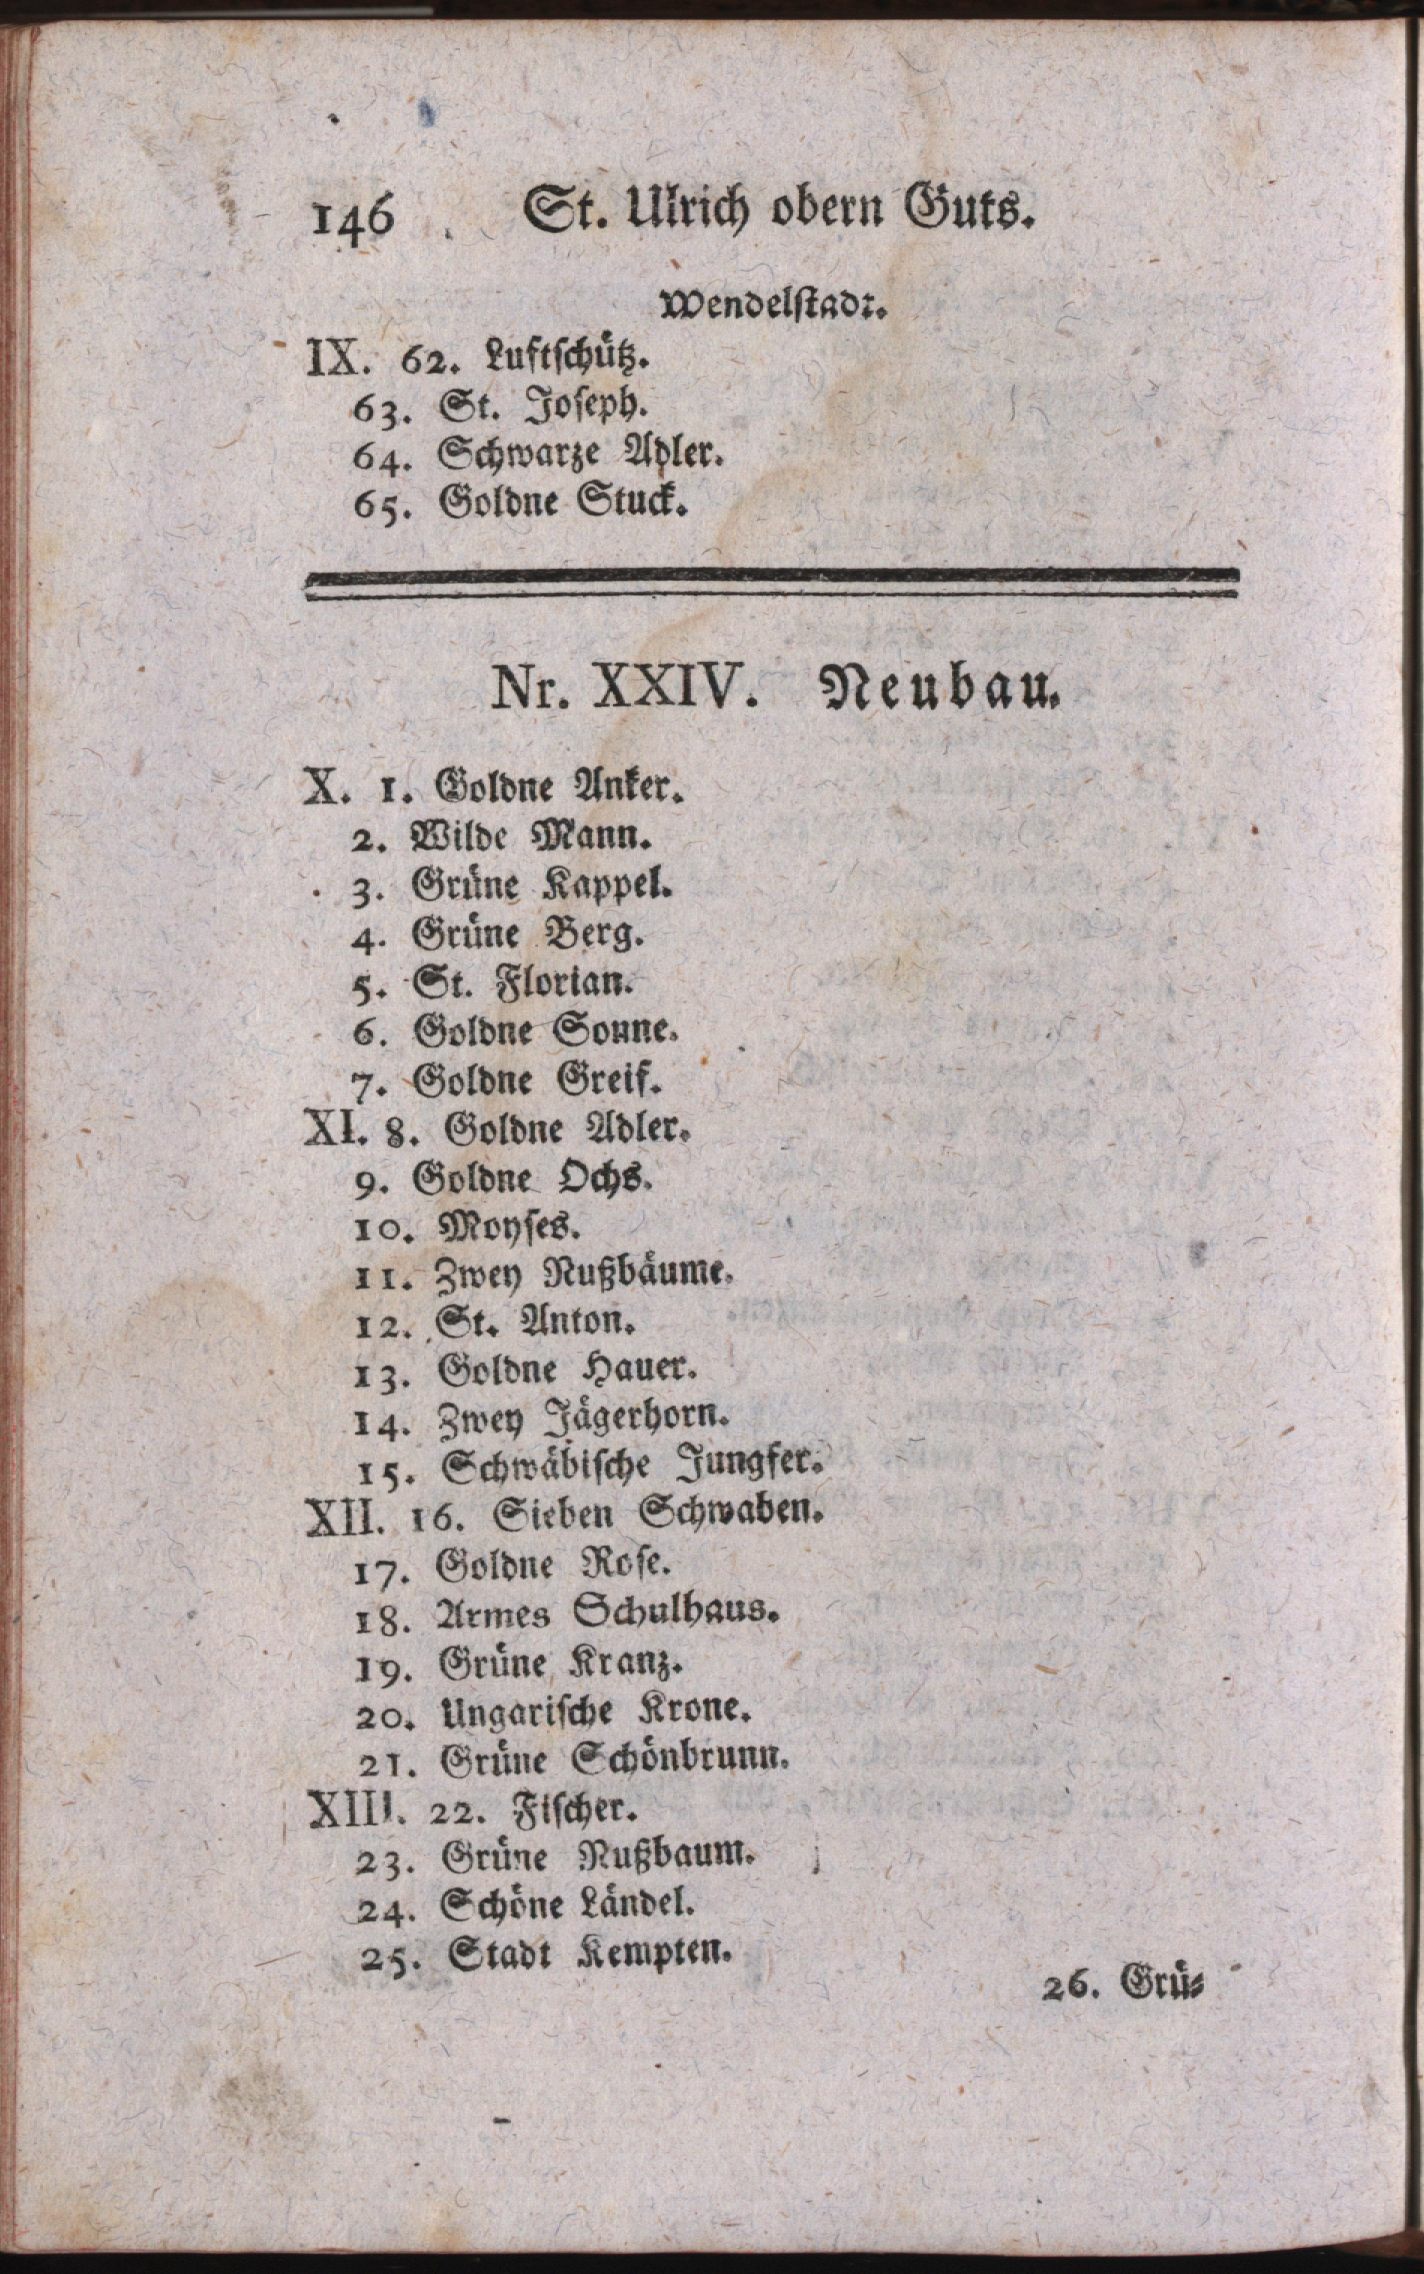 146 St. Ulrich obern Guts.
Wendelstadt.
IX. 62. Luftschütz.
63. St. Joseph.
64. Schwarze Adler.
65. Goldne Stuck.
Nr. XXIV. Neubau.
X. 1. Goldne Anker.
2. Wilde Mann.
3. Grüne Kappel.
4. Grüne Berg.
5. St. Florian.
6. Goldne Sonne.
7. Goldne Greif.
XI. 8. Goldne Adler.
9. Goldne Ochs.
10. Moyses.
11. Zwey Nußbäume.
12. St. Anton.
13. Goldne Hauer.
14. Zwey Jägerhorn.
15. Schwäbische Jungfer.
XII. 16. Sieben Schwaben.
17. Goldne Rose.
18. Armes Schulhaus.
19. Grüne Kranz.
20. Ungarische Krone.
21. Grüne Schönbrunn.
XIII. 22. Fischer.
23. Grüne Nußbaum.
24. Schöne Ländel.
25. Stadt Kempten.
26. Grü-